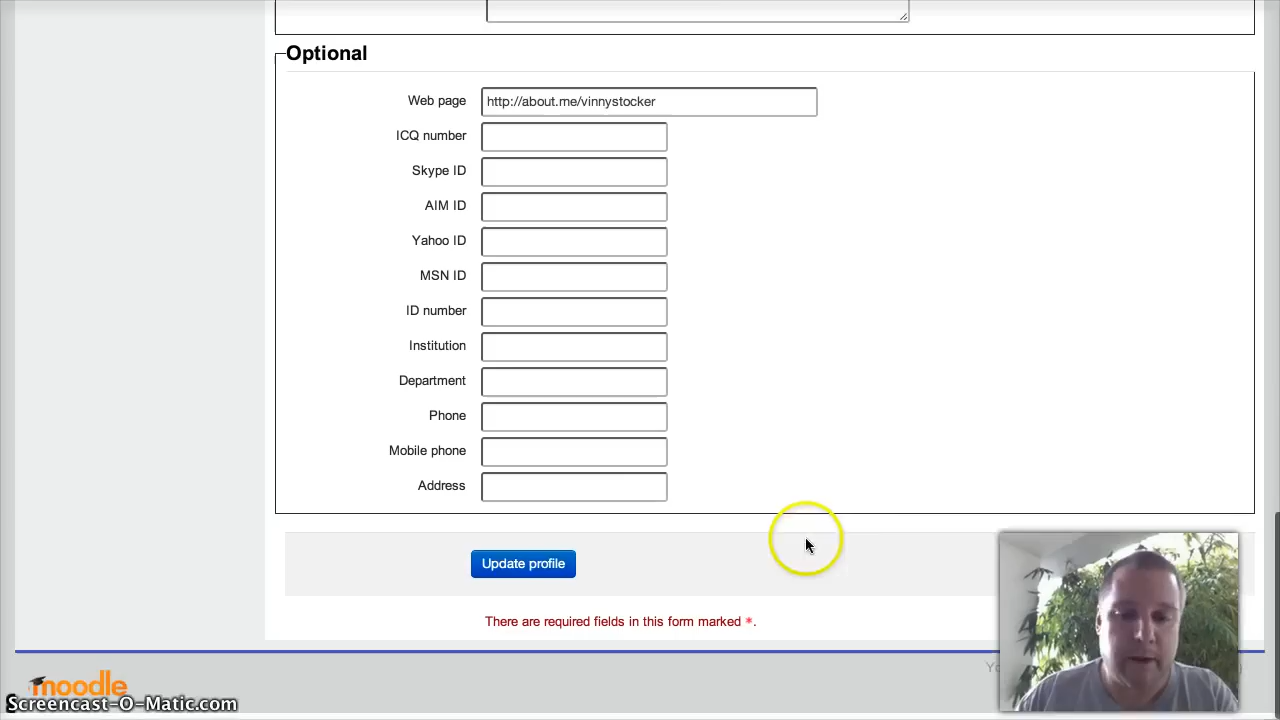 Optional
Web page http://about.me/vinnystocker
ICQ number
Skype ID
AIM ID
Yahoo ID
MSN ID
ID number
Institution
Department
Phone
Mobile phone
Address
Update profile
There are required fields in this form marked *.
moodle
Screencast-O-Matic.com